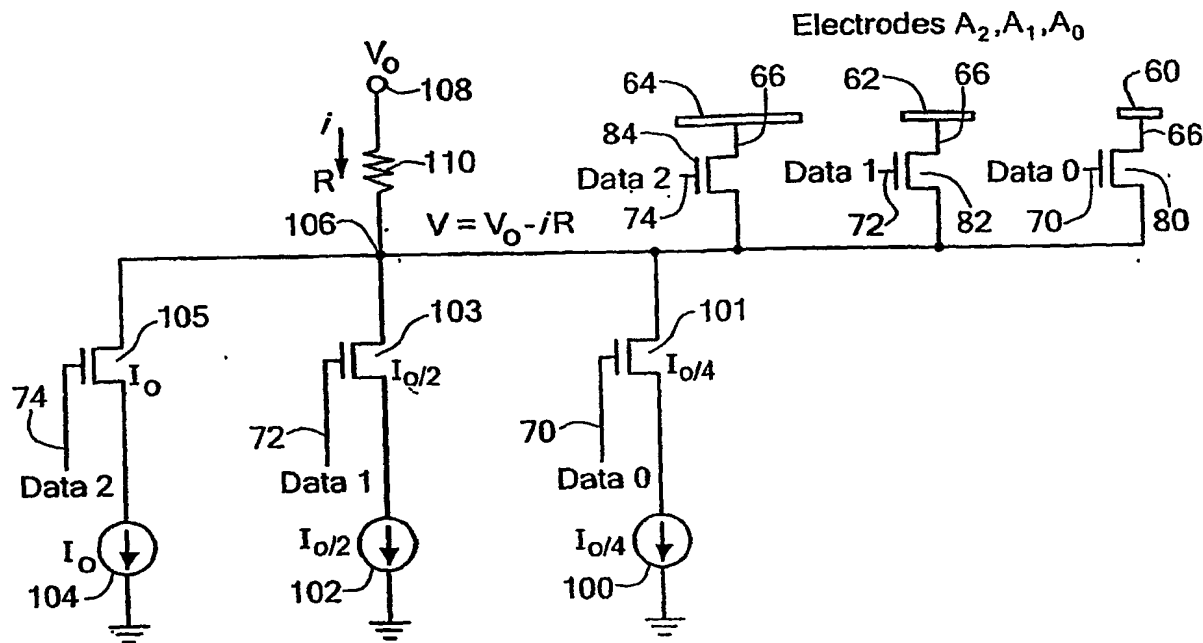 Electrodes A2,A1,A0
V0
108
64
66
62
66
60
i
84
66
R
110
Data 2
Data 1
Data 0
74
72
82
70
80
106
V = V0-iR
105
103
101
I0
I0/2
I0/4
74
72
70
Data 2
Data 1
Data 0
I0
I0/2
I0/4
104
102
100